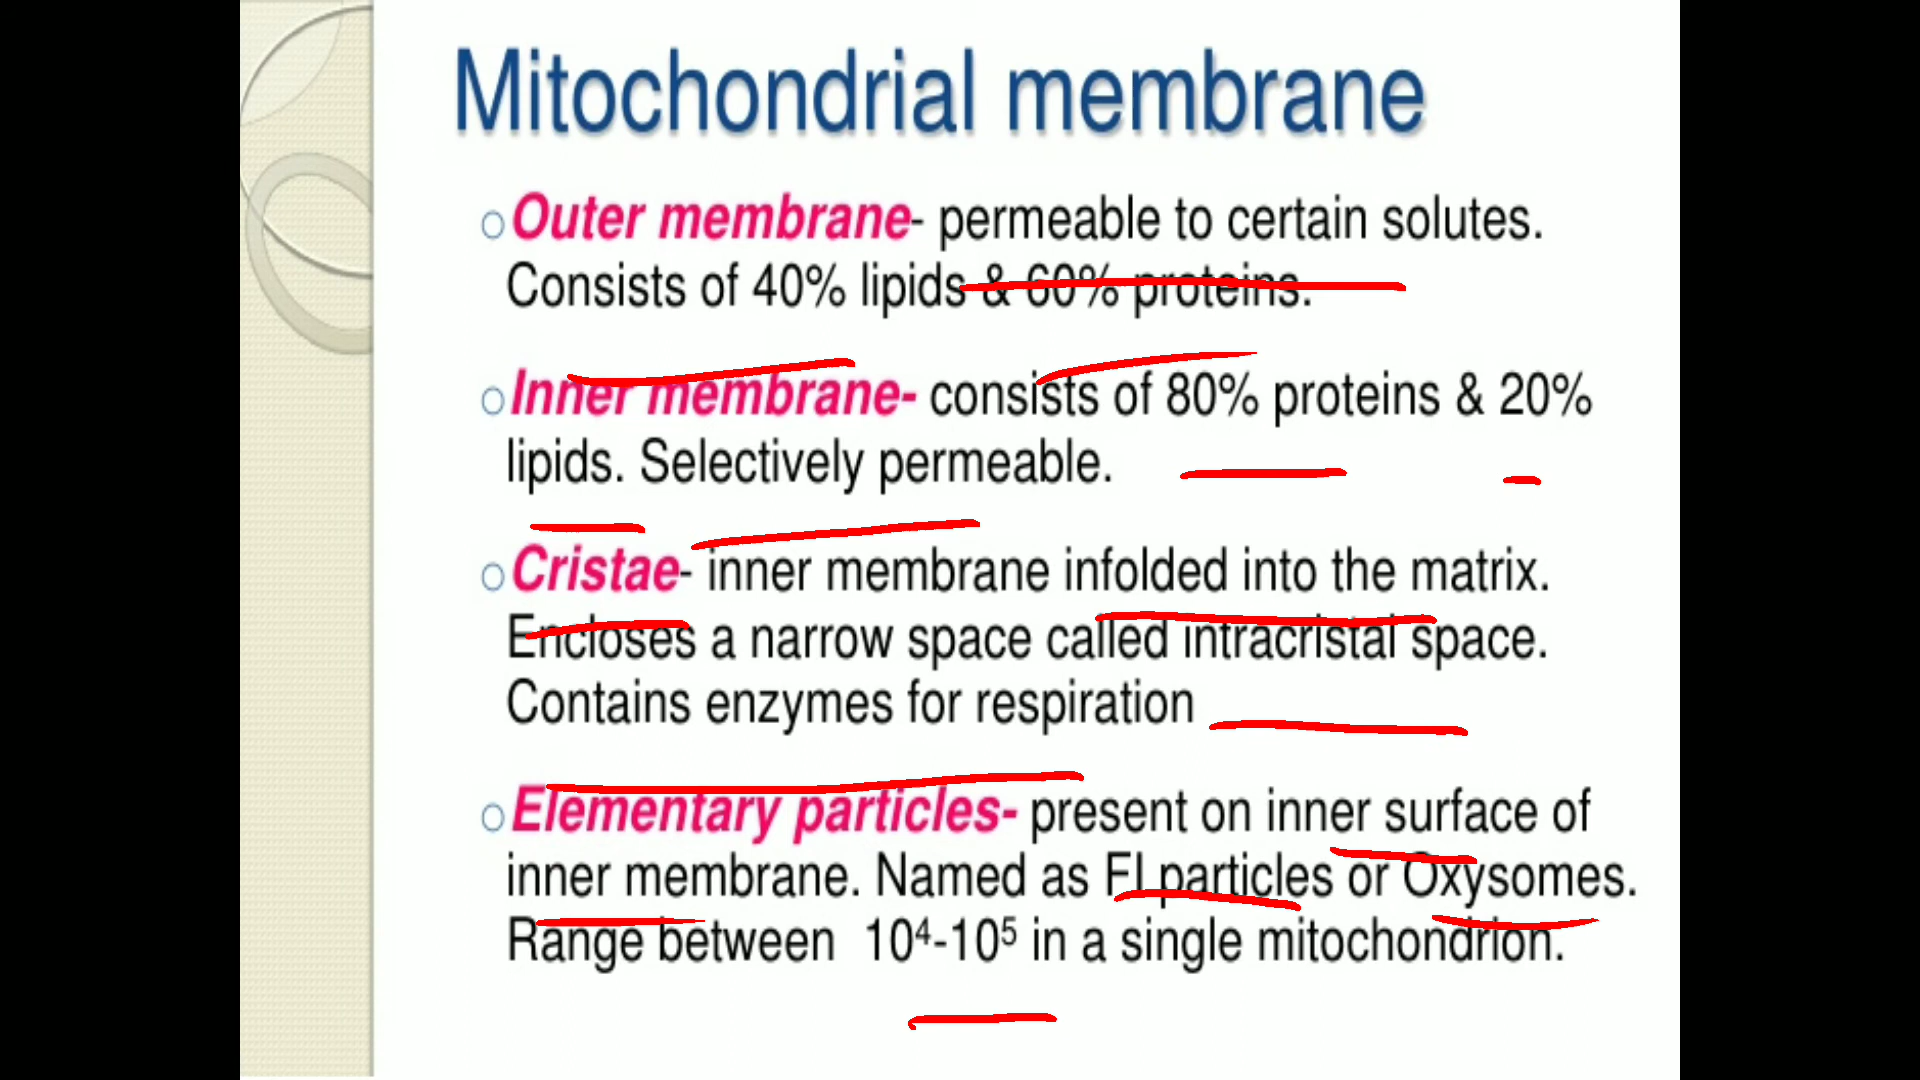 Mitochondrial membrane
Outer membrane- permeable to certain solutes.
Consists of 40% lipids & 60% proteins.
Inner membrane- consists of 80% proteins & 20%
lipids. Selectively permeable.
Cristae- inner membrane infolded into the matrix.
Encloses a narrow space called intracristal space.
Contains enzymes for respiration
Elementary particles- present on inner surface of
inner membrane. Named as FI particles or Oxysomes.
Range between 10⁴-10⁵ in a single mitochondrion.